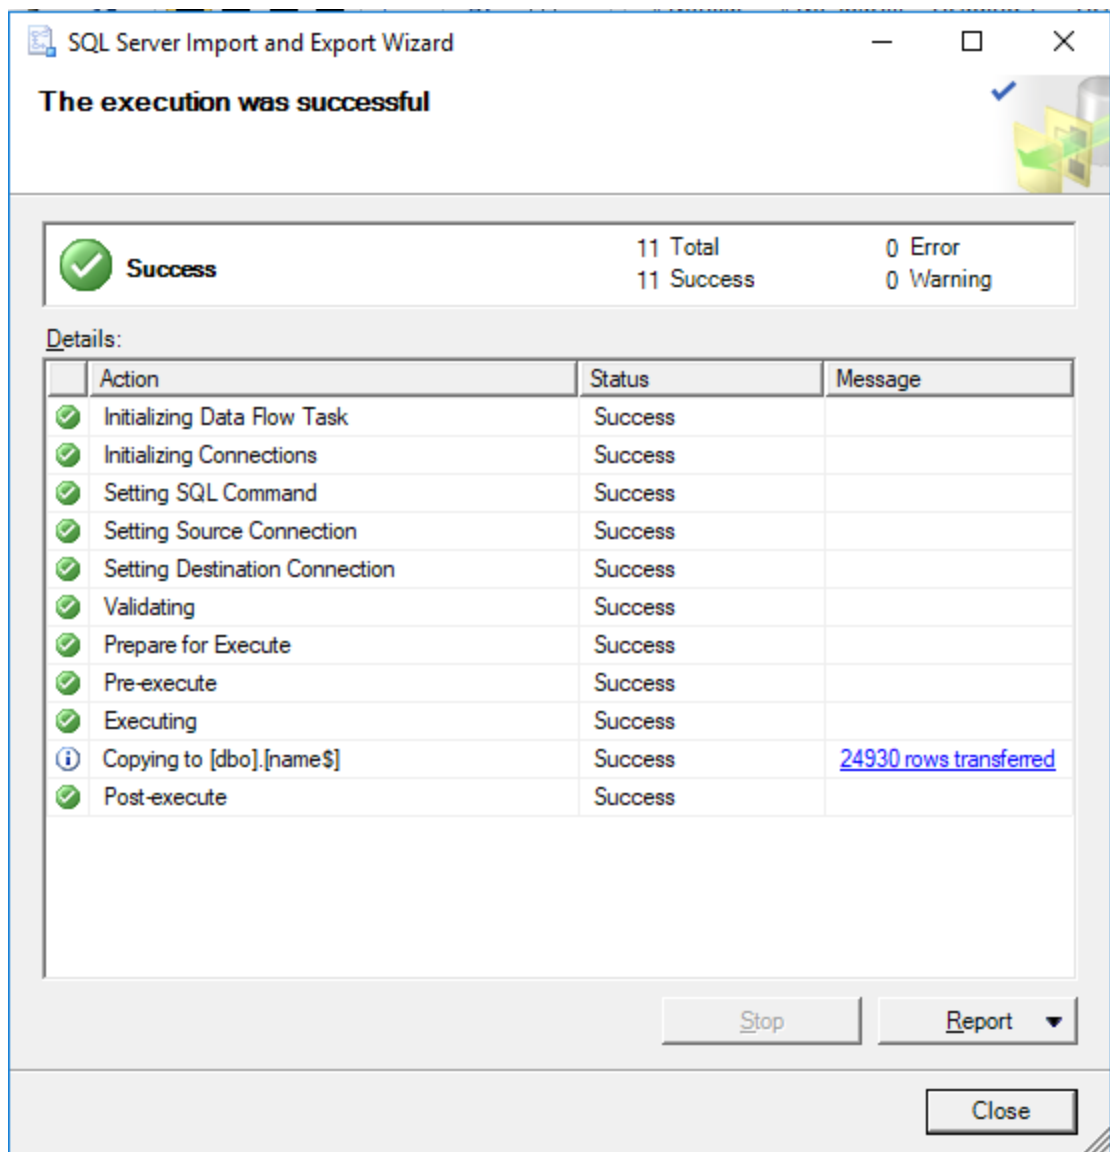 SQL Server Import and Export Wizard
The execution was successful
Success
11 Total 0 Error
11 Success 0 Warning
Details:
Action Status Message
Initializing Data Flow Task Success
Initializing Connections Success
Setting SQL Command Success
Setting Source Connection Success
Setting Destination Connection Success
Validating Success
Prepare for Execute Success
Pre-execute Success
Executing Success
Copying to [dbo].[name$] Success 24930 rows transferred
Post-execute Success
Stop Report
Close